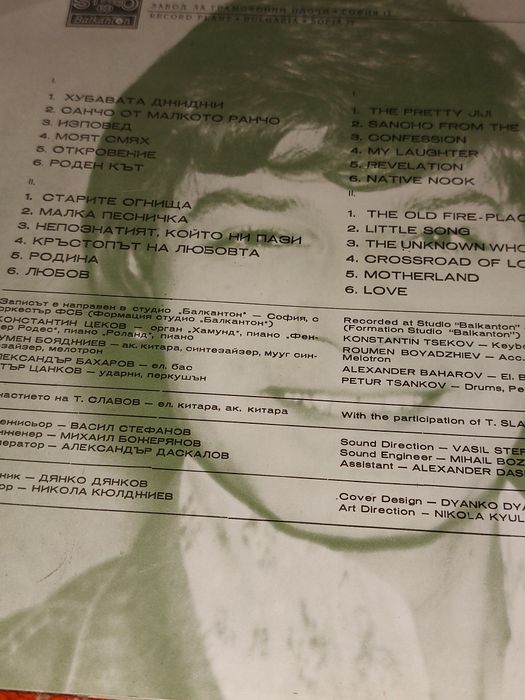 Balkanton
ЗАВОД ЗА ГРАМОФОННИ ПЛОЧИ • СОФИЯ 17
RECORD PLANT • BULGARIA • SOFIA 17
I.
1. ХУБАВАТА ДЖИДЖИ
2. САНЧО ОТ МАЛКОТО РАНЧО
3. ИЗПОВЕД
4. МОЯТ СМЯХ
5. ОТКРОВЕНИЕ
6. РОДЕН КЪТ
II.
1. СТАРИТЕ ОГНИЩА
2. МАЛКА ПЕСНИЧКА
3. НЕПОЗНАТИЯТ, КОЙТО НИ ПАЗИ
4. КРЪСТОПЪТ НА ЛЮБОВТА
5. РОДИНА
6. ЛЮБОВ
I.
1. THE PRETTY JIJI
2. SANCHO FROM THE
3. CONFESSION
4. MY LAUGHTER
5. REVELATION
6. NATIVE NOOK
II.
1. THE OLD FIRE-PLAC
2. LITTLE SONG
3. THE UNKNOWN WHO
4. CROSSROAD OF LO
5. MOTHERLAND
6. LOVE
Записът е направен в студио „Балкантон" — София, с
оркестър ФСБ (Формация студио „Балкантон")
КОНСТАНТИН ЦЕКОВ — орган „Хамунд", пиано „Фен-
ер Родес", пиано „Роланд", пиано
УМЕН БОЯДЖИЕВ — ак. китара, синтезайзер, мууг син-
зайзер, мелотрон
ЛЕКСАНДЪР БАХАРОВ — ел. бас
ТЪР ЦАНКОВ — ударни, перкушън
частието на Т. СЛАВОВ — ел. китара, ак. китара
ежисьор — ВАСИЛ СТЕФАНОВ
нженер — МИХАИЛ БОЖЕРЯНОВ
ератор — АЛЕКСАНДЪР ДАСКАЛОВ
ник — ДЯНКО ДЯНКОВ
ор — НИКОЛА КЮЛДЖИЕВ
Recorded at Studio "Balkanton"
(Formation Studio "Balkanton")
KONSTANTIN TSEKOV — Keybo
ROUMEN BOYADZHIEV — Acc.
Melotron
ALEXANDER BAHAROV — El. B
PETUR TSANKOV — Drums, Pe
With the participation of T. SLA
Sound Direction — VASIL STEF
Sound Engineer — MIHAIL BOZ
Assistant — ALEXANDER DAS
Cover Design — DYANKO DYA
Art Direction — NIKOLA KYUL